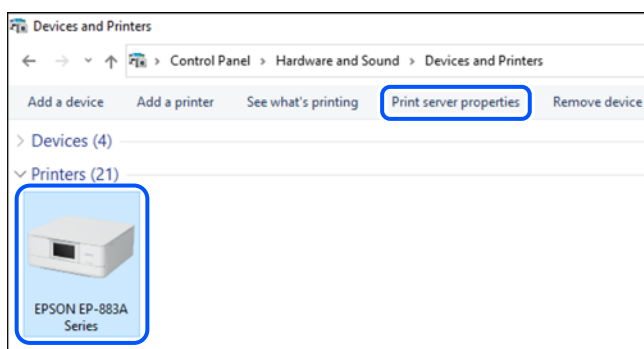 Devices and Printers
Control Panel > Hardware and Sound > Devices and Printers
Add a device Add a printer See what's printing Print server properties Remove device
Devices (4)
Printers (21)
EPSON EP-883A
Series